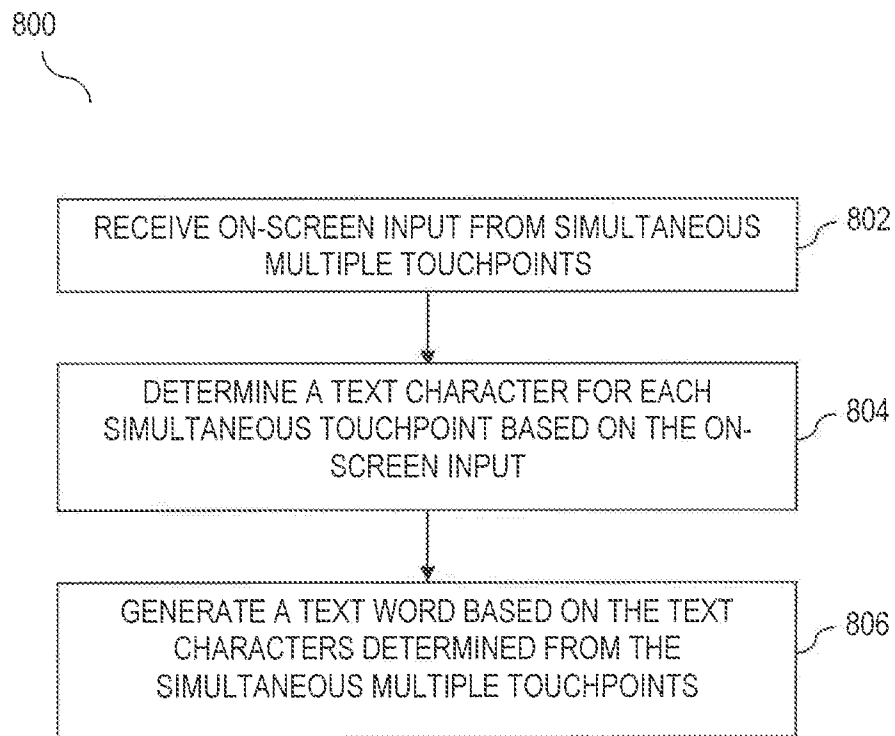 800
RECEIVE ON-SCREEN INPUT FROM SIMULTANEOUS
MULTIPLE TOUCHPOINTS
802
DETERMINE A TEXT CHARACTER FOR EACH
SIMULTANEOUS TOUCHPOINT BASED ON THE ON-
SCREEN INPUT
804
GENERATE A TEXT WORD BASED ON THE TEXT
CHARACTERS DETERMINED FROM THE
SIMULTANEOUS MULTIPLE TOUCHPOINTS
806